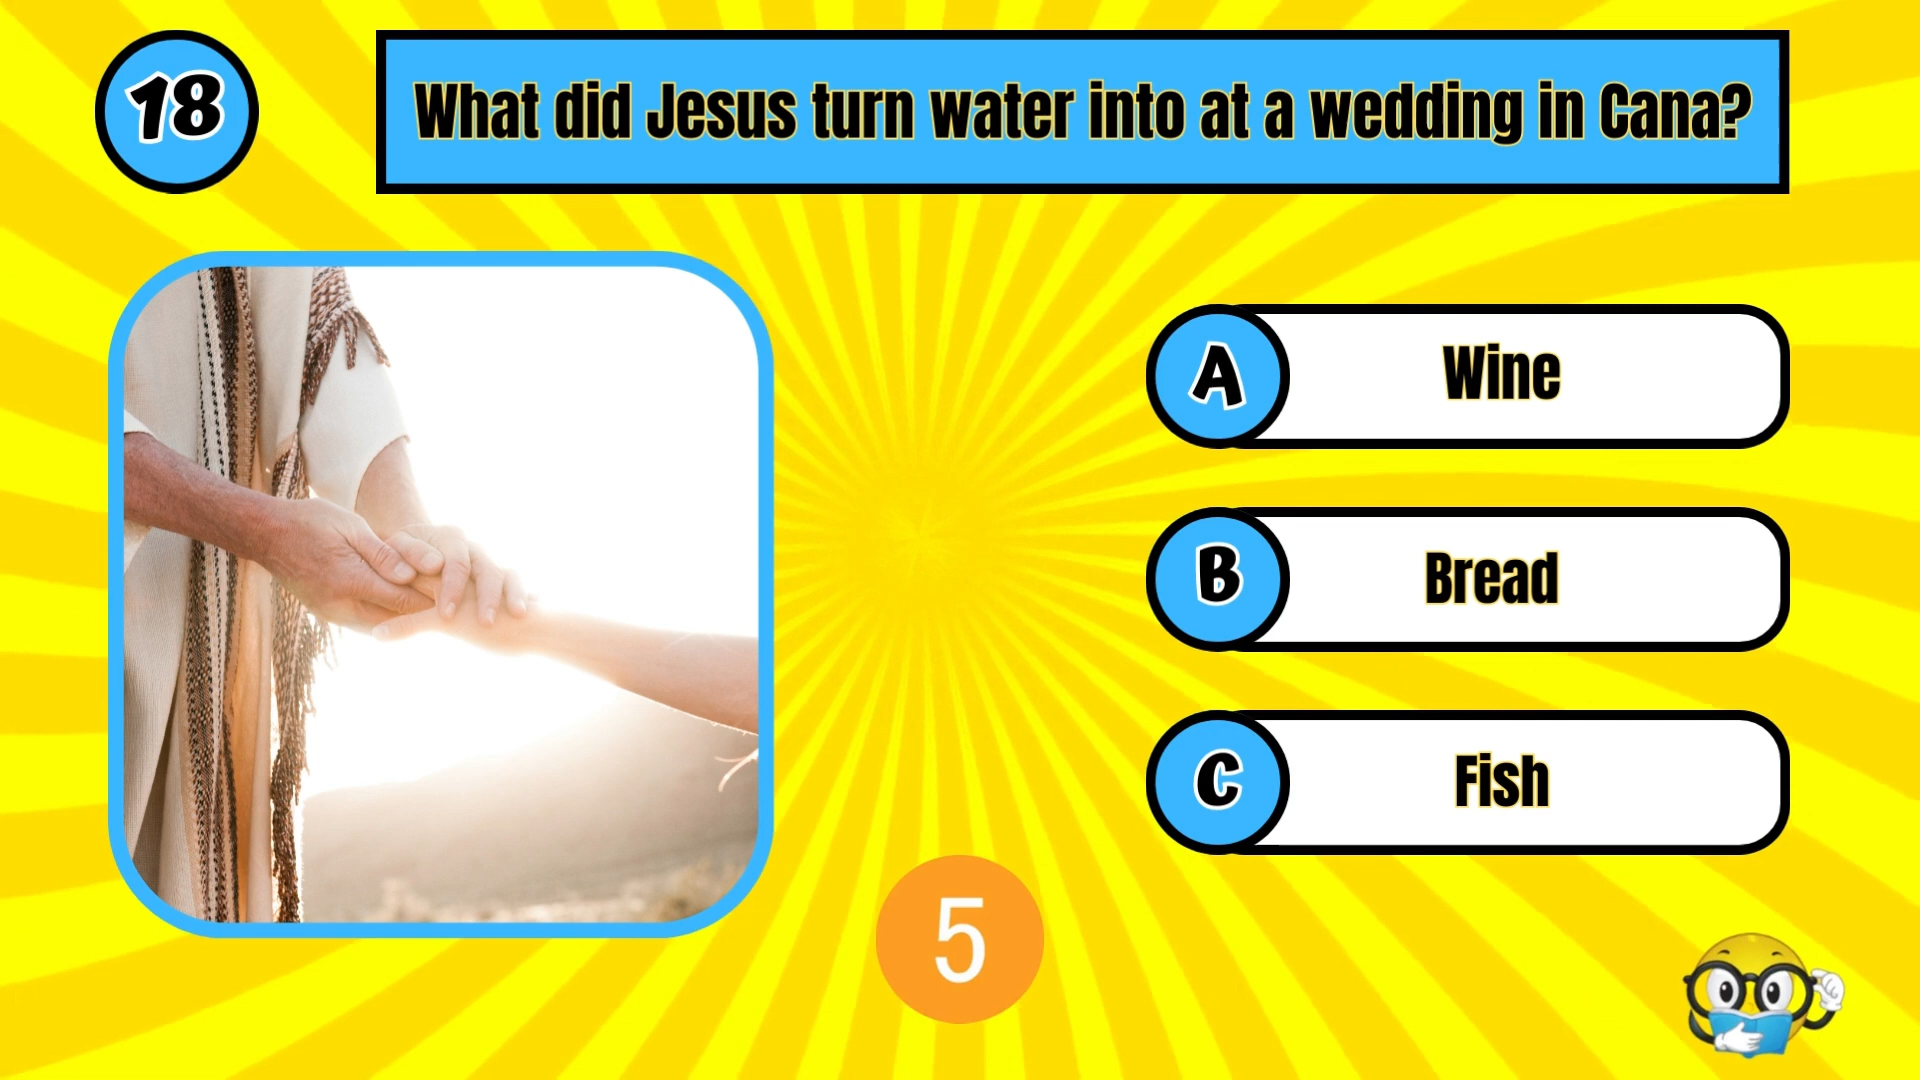 18
What did Jesus turn water into at a wedding in Cana?
A
Wine
B
Bread
C
Fish
5